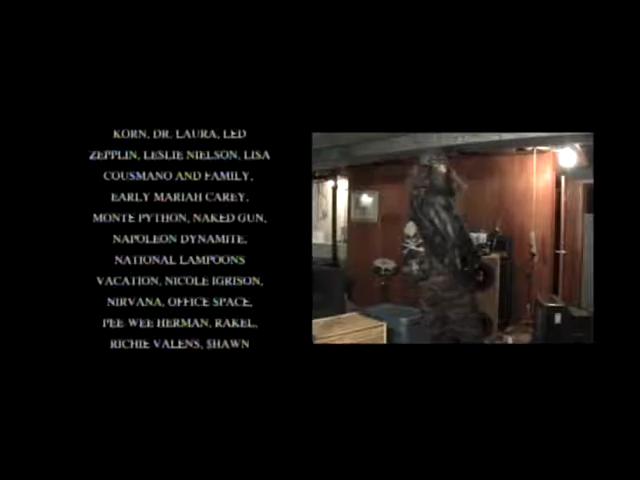 KORN, DR. LAURA, LED
ZEPPLIN, LESLIE NIELSON, LISA
COUSMANO AND FAMILY,
EARLY MARIAH CAREY,
MONTE PYTHON, NAKED GUN,
NAPOLEON DYNAMITE,
NATIONAL LAMPOONS
VACATION, NICOLE IGRISON,
NIRVANA, OFFICE SPACE,
PEE WEE HERMAN, RAKEL,
RICHIE VALENS, SHAWN